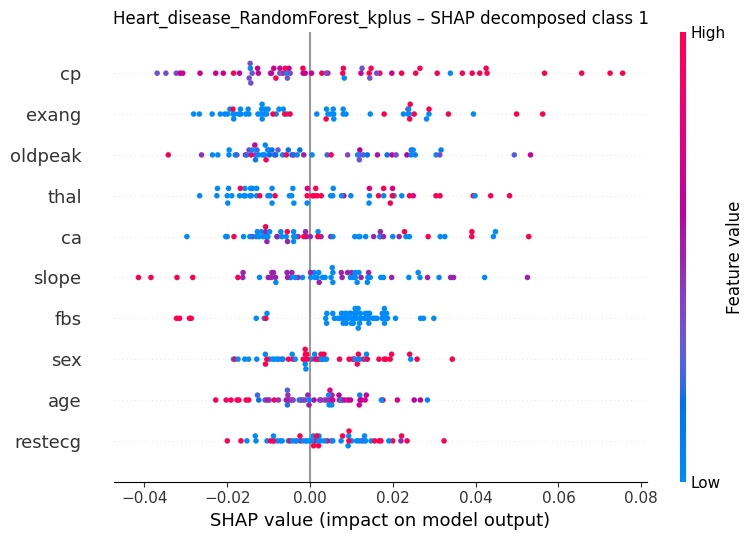 Heart_disease_RandomForest_kplus – SHAP decomposed class 1
High
cp
exang
oldpeak
thal
ca
slope
fbs
sex
age
restecg
Feature value
Low
−0.04 −0.02 0.00 0.02 0.04 0.06 0.08
SHAP value (impact on model output)